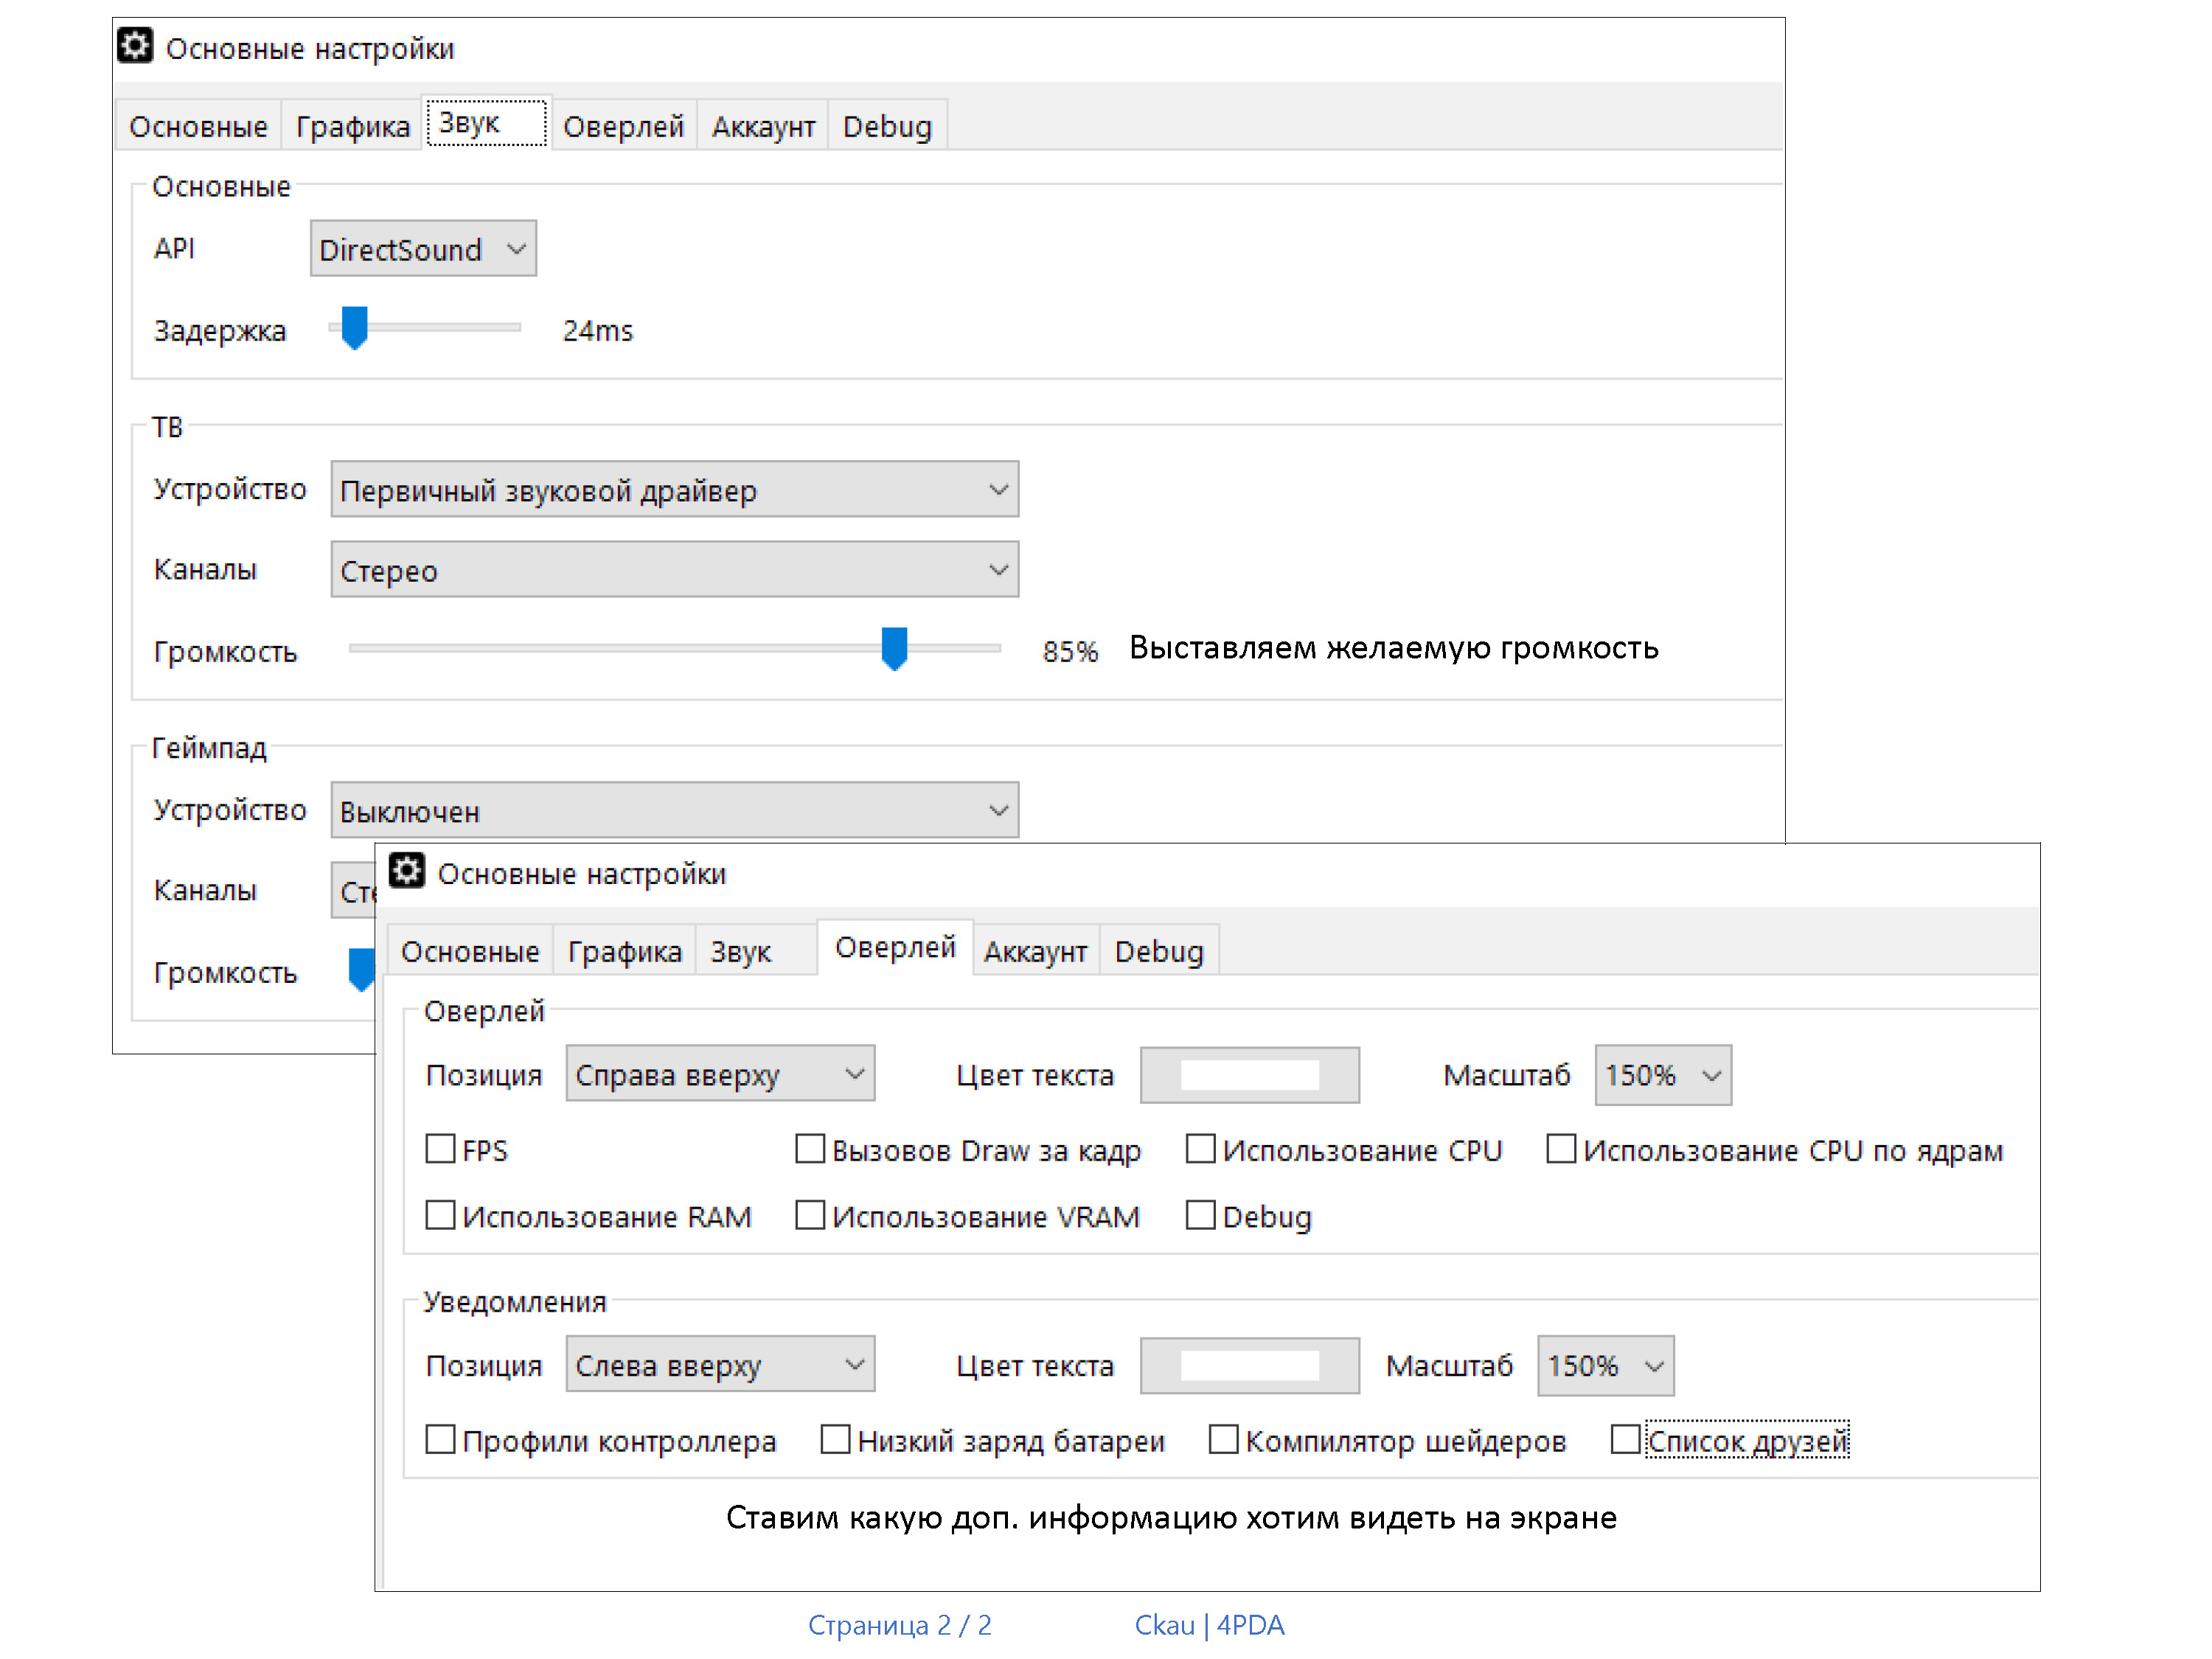 Основные настройки
Основные Графика Звук Оверлей Аккаунт Debug
Основные
API DirectSound
Задержка 24ms
ТВ
Устройство Первичный звуковой драйвер
Каналы Стерео
Громкость 85% Выставляем желаемую громкость
Геймпад
Устройство Выключен
Каналы
Громкость
Основные настройки
Основные Графика Звук Оверлей Аккаунт Debug
Оверлей
Позиция Справа вверху Цвет текста Масштаб 150%
FPS Вызовов Draw за кадр Использование CPU Использование CPU по ядрам
Использование RAM Использование VRAM Debug
Уведомления
Позиция Слева вверху Цвет текста Масштаб 150%
Профили контроллера Низкий заряд батареи Компилятор шейдеров Список друзей
Ставим какую доп. информацию хотим видеть на экране
Страница 2 / 2 Ckau | 4PDA